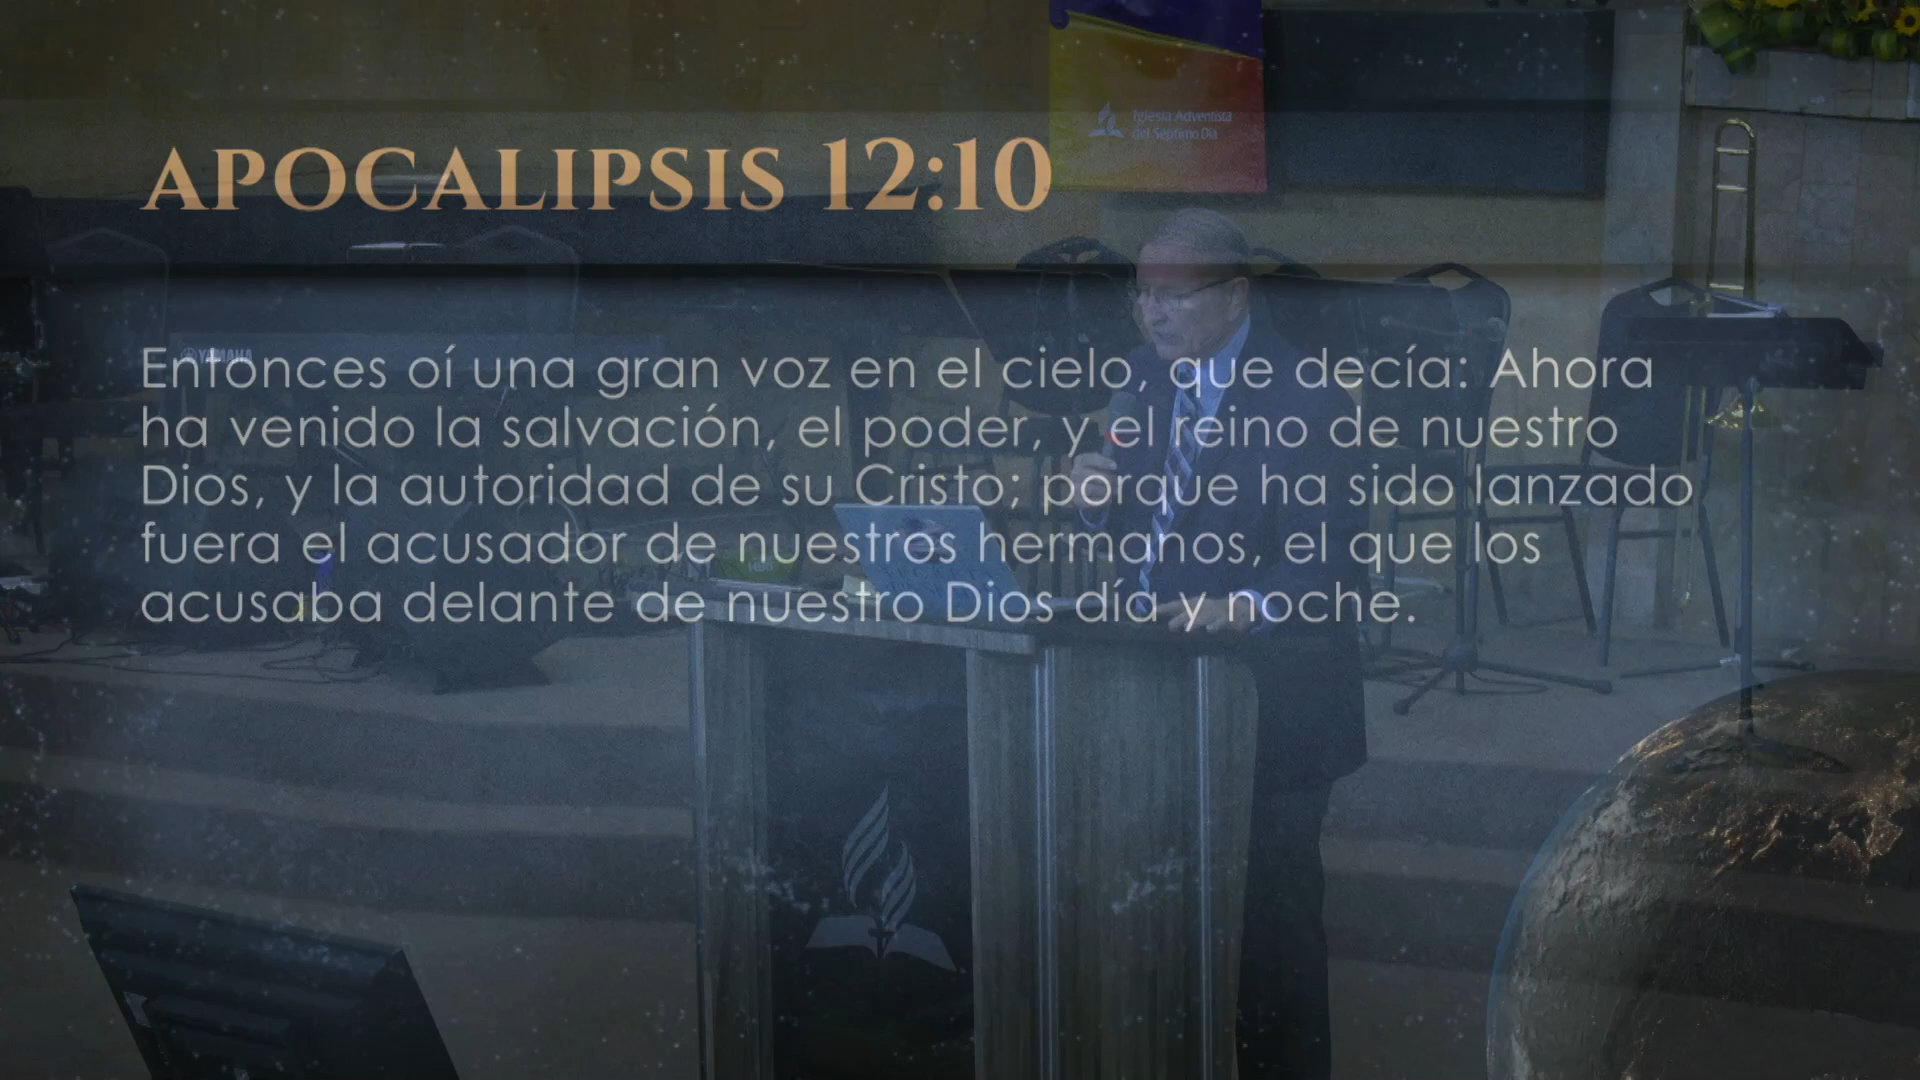 Iglesia Adventista
del Séptimo Día
APOCALIPSIS 12:10
YAMAHA
Entonces oí una gran voz en el cielo, que decía: Ahora
ha venido la salvación, el poder, y el reino de nuestro
Dios, y la autoridad de su Cristo; porque ha sido lanzado
fuera el acusador de nuestros hermanos, el que los
acusaba delante de nuestro Dios día y noche.